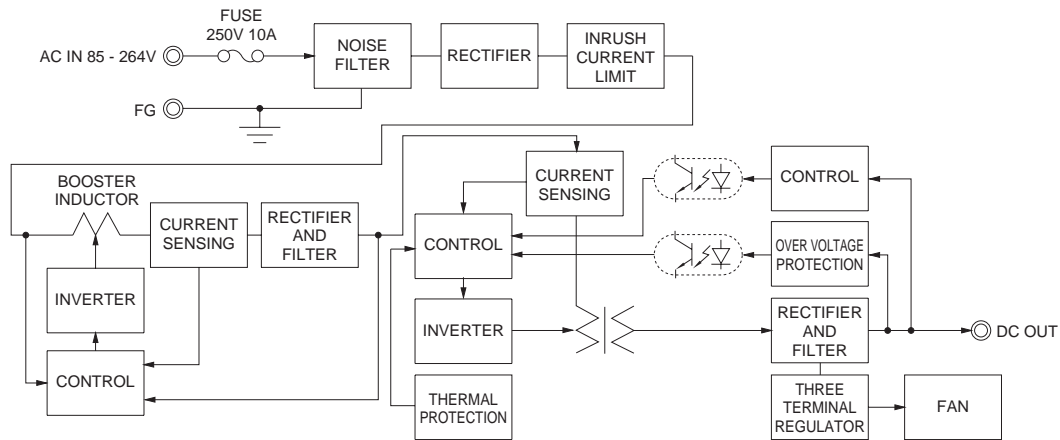 FUSE
250V 10A
AC IN 85 - 264V
NOISE
FILTER
RECTIFIER
INRUSH
CURRENT
LIMIT
FG
BOOSTER
INDUCTOR
CURRENT
SENSING
RECTIFIER
AND
FILTER
INVERTER
CONTROL
CURRENT
SENSING
CONTROL
INVERTER
THERMAL
PROTECTION
CONTROL
OVER VOLTAGE
PROTECTION
RECTIFIER
AND
FILTER
DC OUT
THREE
TERMINAL
REGULATOR
FAN